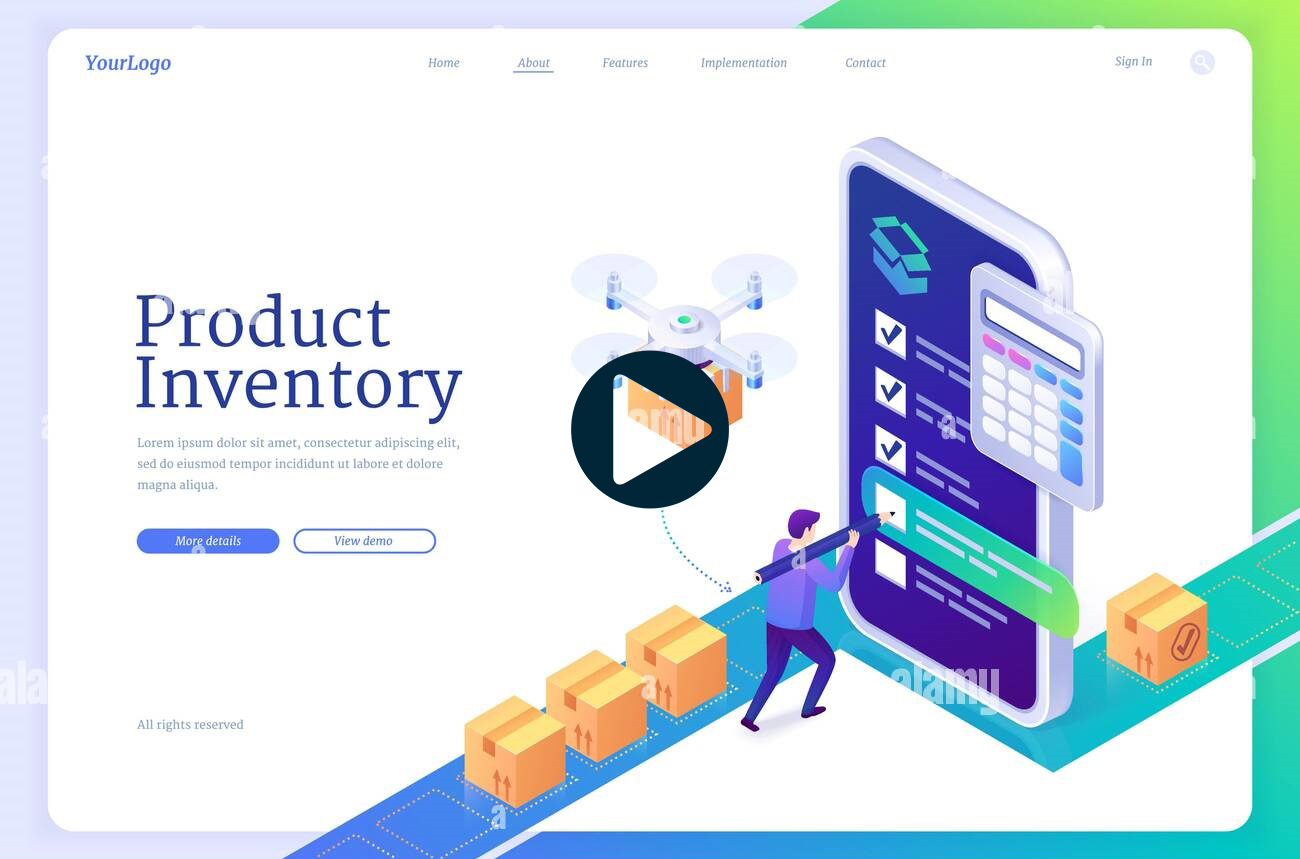 YourLogo
Home
About
Features
Implementation
Contact
Sign In
Product
Inventory
Lorem ipsum dolor sit amet, consectetur adipiscing elit,
sed do eiusmod tempor incididunt ut labore et dolore
magna aliqua.
More details
View demo
All rights reserved
alamy
alamy